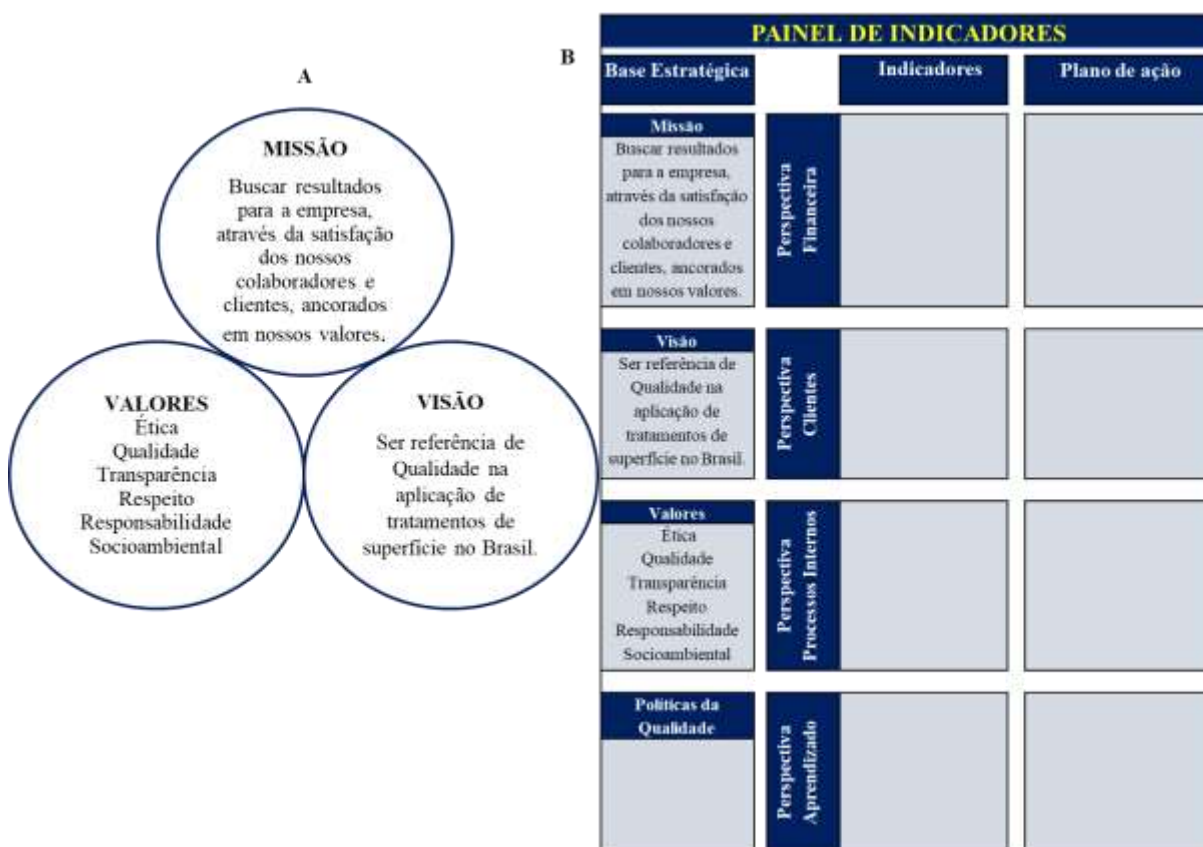 A
MISSÃO
Buscar resultados
para a empresa,
através da satisfação
dos nossos
colaboradores e
clientes, ancorados
em nossos valores.
VALORES
Ética
Qualidade
Transparência
Respeito
Responsabilidade
Socioambiental
VISÃO
Ser referência de
Qualidade na
aplicação de
tratamentos de
superfície no Brasil.
B
PAINEL DE INDICADORES
Base Estratégica
Indicadores
Plano de ação
Missão
Buscar resultados
para a empresa,
através da satisfação
dos nossos
colaboradores e
clientes, ancorados
em nossos valores.
Perspectiva
Financeira
Visão
Ser referência de
Qualidade na
aplicação de
tratamentos de
superfície no Brasil.
Perspectiva
Clientes
Valores
Ética
Qualidade
Transparência
Respeito
Responsabilidade
Socioambiental
Perspectiva
Processos Internos
Políticas da
Qualidade
Perspectiva
Aprendizado